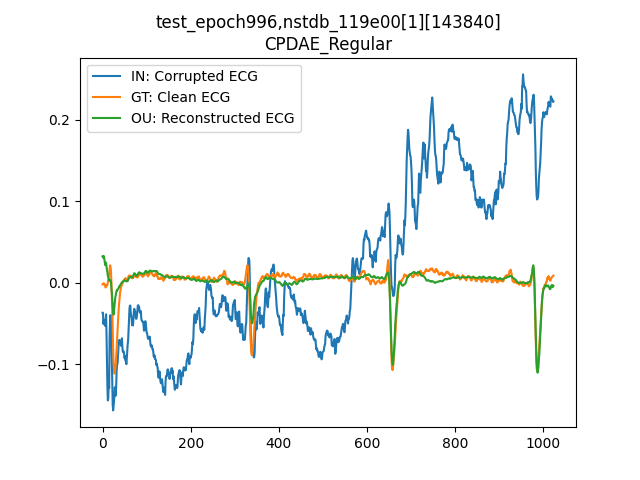 test_epoch996,nstdb_119e00[1][143840]
CPDAE_Regular
IN: Corrupted ECG
GT: Clean ECG
OU: Reconstructed ECG
0.2
0.1
0.0
−0.1
0
200
400
600
800
1000